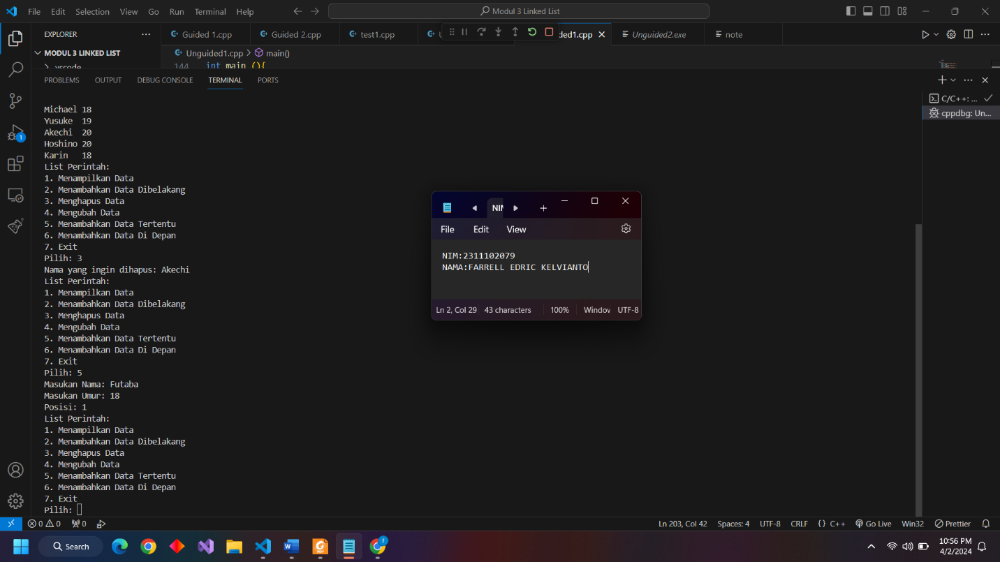 File Edit Selection View Go Run Terminal Help
Modul 3 Linked List
EXPLORER
Guided 1.cpp
Guided 2.cpp
test1.cpp
ded1.cpp
Unguided2.exe
note
MODUL 3 LINKED LIST
Unguided1.cpp > main()
.vscode
144 int main (){
PROBLEMS OUTPUT DEBUG CONSOLE TERMINAL PORTS
C/C++: ...
cppdbg: Un...
Michael 18
Yusuke 19
Akechi 20
Hoshino 20
Karin 18
List Perintah:
1. Menampilkan Data
2. Menambahkan Data Dibelakang
3. Menghapus Data
4. Mengubah Data
5. Menambahkan Data Tertentu
6. Menambahkan Data Di Depan
7. Exit
Pilih: 3
Nama yang ingin dihapus: Akechi
List Perintah:
1. Menampilkan Data
2. Menambahkan Data Dibelakang
3. Menghapus Data
4. Mengubah Data
5. Menambahkan Data Tertentu
6. Menambahkan Data Di Depan
7. Exit
Pilih: 5
Masukan Nama: Futaba
Masukan Umur: 18
Posisi: 1
List Perintah:
1. Menampilkan Data
2. Menambahkan Data Dibelakang
3. Menghapus Data
4. Mengubah Data
5. Menambahkan Data Tertentu
6. Menambahkan Data Di Depan
7. Exit
Pilih:
NIM
File Edit View
NIM:2311102079
NAMA:FARRELL EDRIC KELVIANTO
Ln 2, Col 29 43 characters 100% Window UTF-8
1
0 0 0
Ln 203, Col 42 Spaces: 4 UTF-8 CRLF {} C++ Go Live Win32 Prettier
Search
10:56 PM
4/2/2024